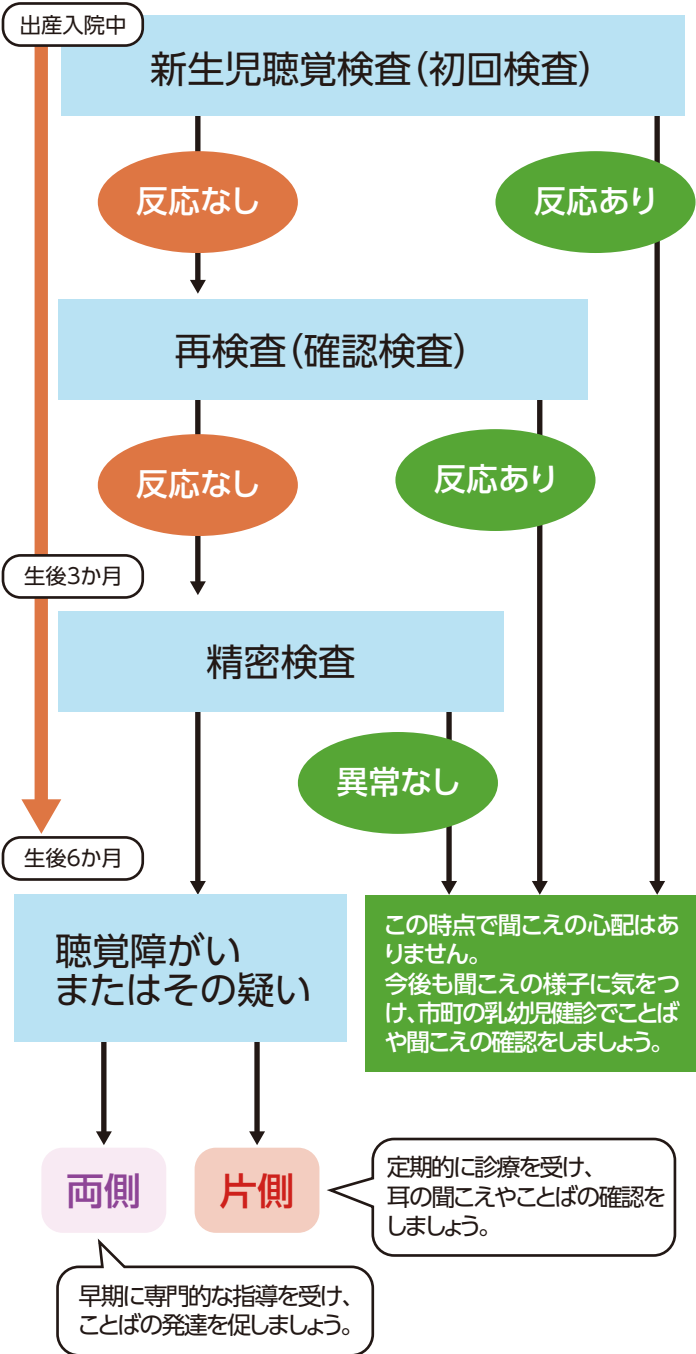 出産入院中
新生児聴覚検査(初回検査)
反応なし
反応あり
再検査(確認検査)
反応なし
反応あり
生後3か月
精密検査
異常なし
生後6か月
聴覚障がい
またはその疑い
この時点で聞こえの心配はあ
りません。
今後も聞こえの様子に気をつ
け、市町の乳幼児健診でことば
や聞こえの確認をしましょう。
両側
片側
定期的に診療を受け、
耳の聞こえやことばの確認を
しましょう。
早期に専門的な指導を受け、
ことばの発達を促しましょう。